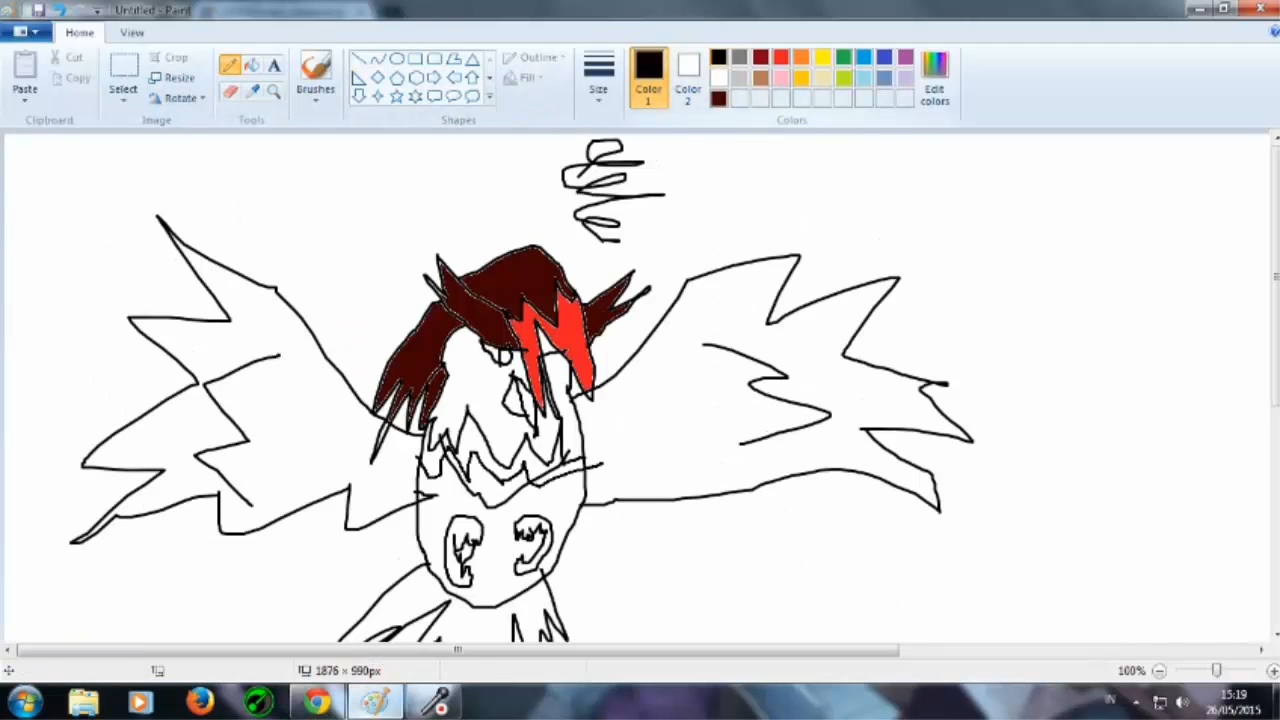 Untitled - Paint
Home View
Paste
Cut
Copy
Clipboard
Select
Crop
Resize
Rotate
Image
A
Tools
Brushes
Outline
Fill
Shapes
Size
Color 1
Color 2
Edit colors
Colors
1876 × 990px
100%
IN
15:19
26/05/2015